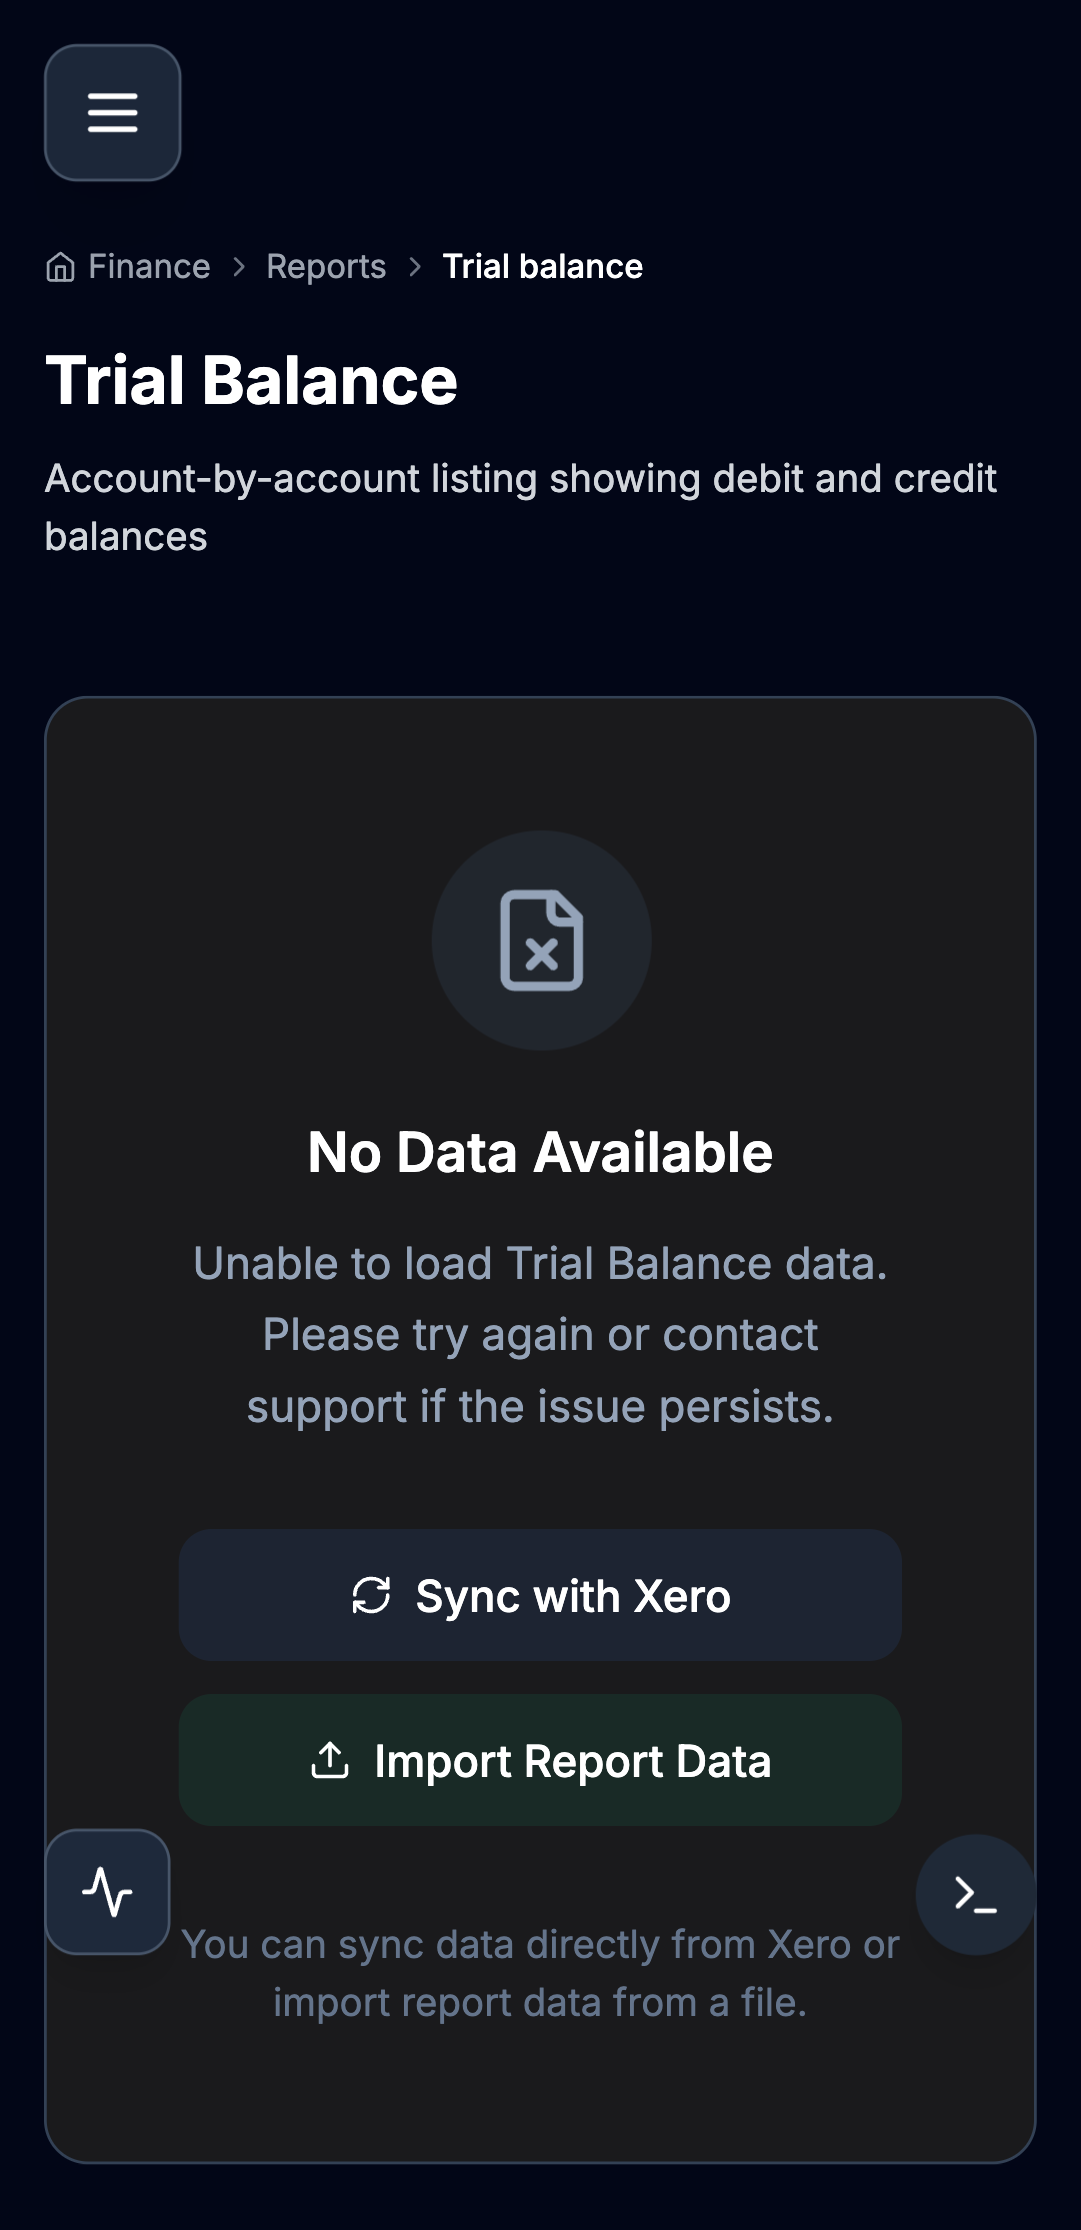 Finance > Reports > Trial balance
Trial Balance
Account-by-account listing showing debit and credit
balances
No Data Available
Unable to load Trial Balance data.
Please try again or contact
support if the issue persists.
Sync with Xero
Import Report Data
You can sync data directly from Xero or
import report data from a file.